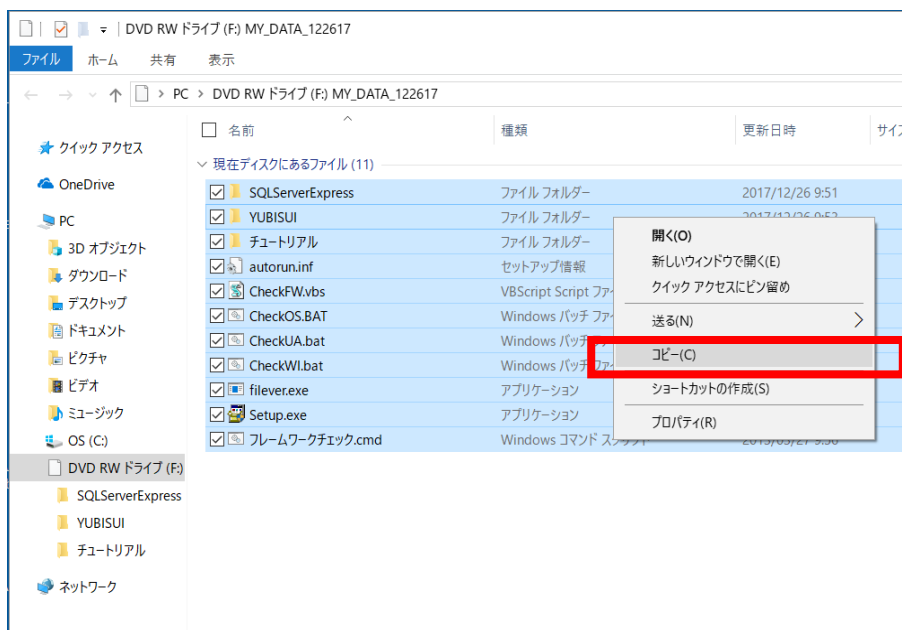 DVD RW ドライブ (F:) MY_DATA_122617
ファイル ホーム 共有 表示
PC > DVD RW ドライブ (F:) MY_DATA_122617
名前 種類 更新日時
クイック アクセス
OneDrive
PC
3D オブジェクト
ダウンロード
デスクトップ
ドキュメント
ピクチャ
ビデオ
ミュージック
OS (C:)
DVD RW ドライブ (F:)
SQLServerExpress
YUBISUI
チュートリアル
ネットワーク
現在ディスクにあるファイル (11)
SQLServerExpress ファイル フォルダー 2017/12/26 9:51
YUBISUI ファイル フォルダー
チュートリアル ファイル フォルダー
autorun.inf セットアップ情報
CheckFW.vbs VBScript Script ファ
CheckOS.BAT Windows バッチ ファ
CheckUA.bat Windows バッチ
CheckWI.bat Windows バッチ
filever.exe アプリケーション
Setup.exe アプリケーション
フレームワークチェック.cmd Windows コマンド
開く(O)
新しいウィンドウで開く(E)
クイック アクセスにピン留め
送る(N)
コピー(C)
ショートカットの作成(S)
プロパティ(R)